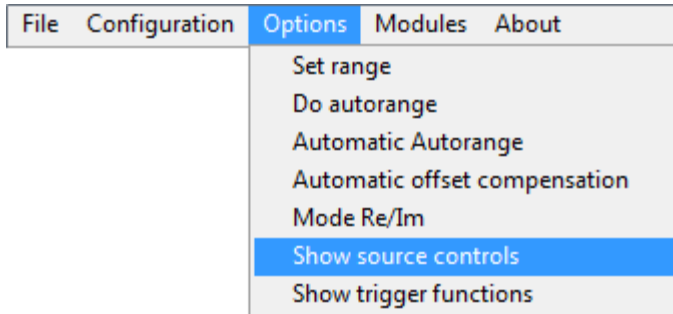 File Configuration Options Modules About
Set range
Do autorange
Automatic Autorange
Automatic offset compensation
Mode Re/Im
Show source controls
Show trigger functions